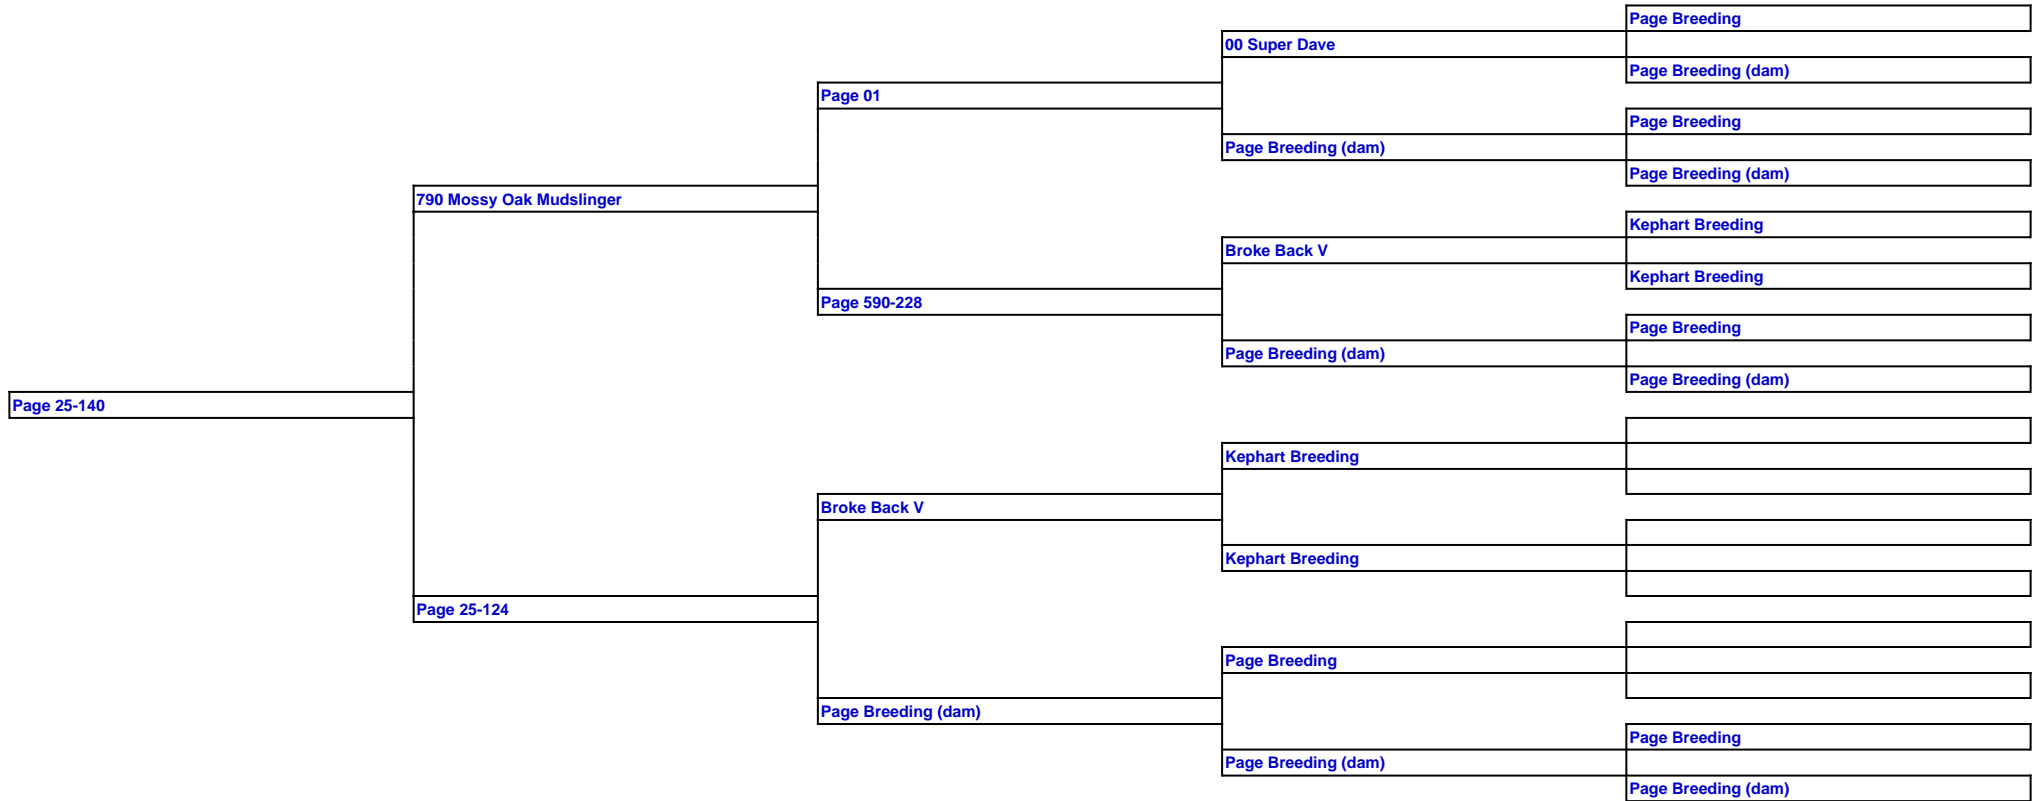 Page Breeding
00 Super Dave
Page Breeding (dam)
Page 01
Page Breeding
Page Breeding (dam)
Page Breeding (dam)
790 Mossy Oak Mudslinger
Kephart Breeding
Broke Back V
Kephart Breeding
Page 590-228
Page Breeding
Page Breeding (dam)
Page Breeding (dam)
Page 25-140
Kephart Breeding
Broke Back V
Kephart Breeding
Page 25-124
Page Breeding
Page Breeding (dam)
Page Breeding
Page Breeding (dam)
Page Breeding (dam)